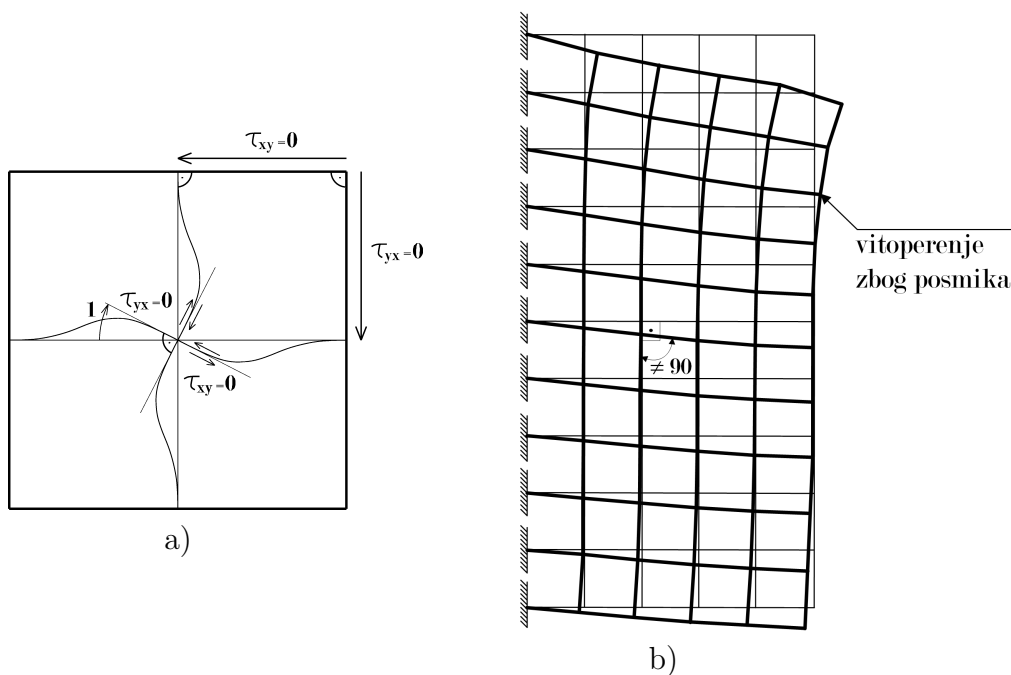 τxy=0
τyx=0
1
τyx=0
τxy=0
a)
≠ 90
vitoperenje
zbog posmika
b)